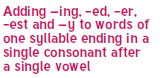 Adding –ing, -ed, -er,
-est and –y to words of
one syllable ending in a
single consonant after
a single vowel